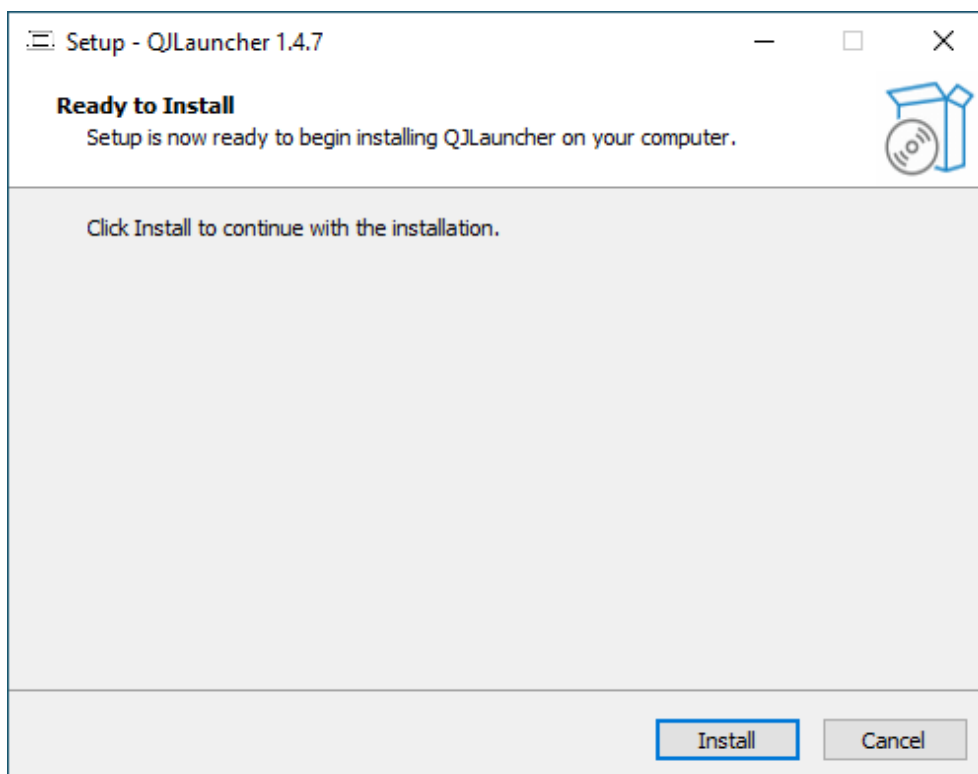 Setup - QJLauncher 1.4.7
Ready to Install
Setup is now ready to begin installing QJLauncher on your computer.
Click Install to continue with the installation.
Install
Cancel